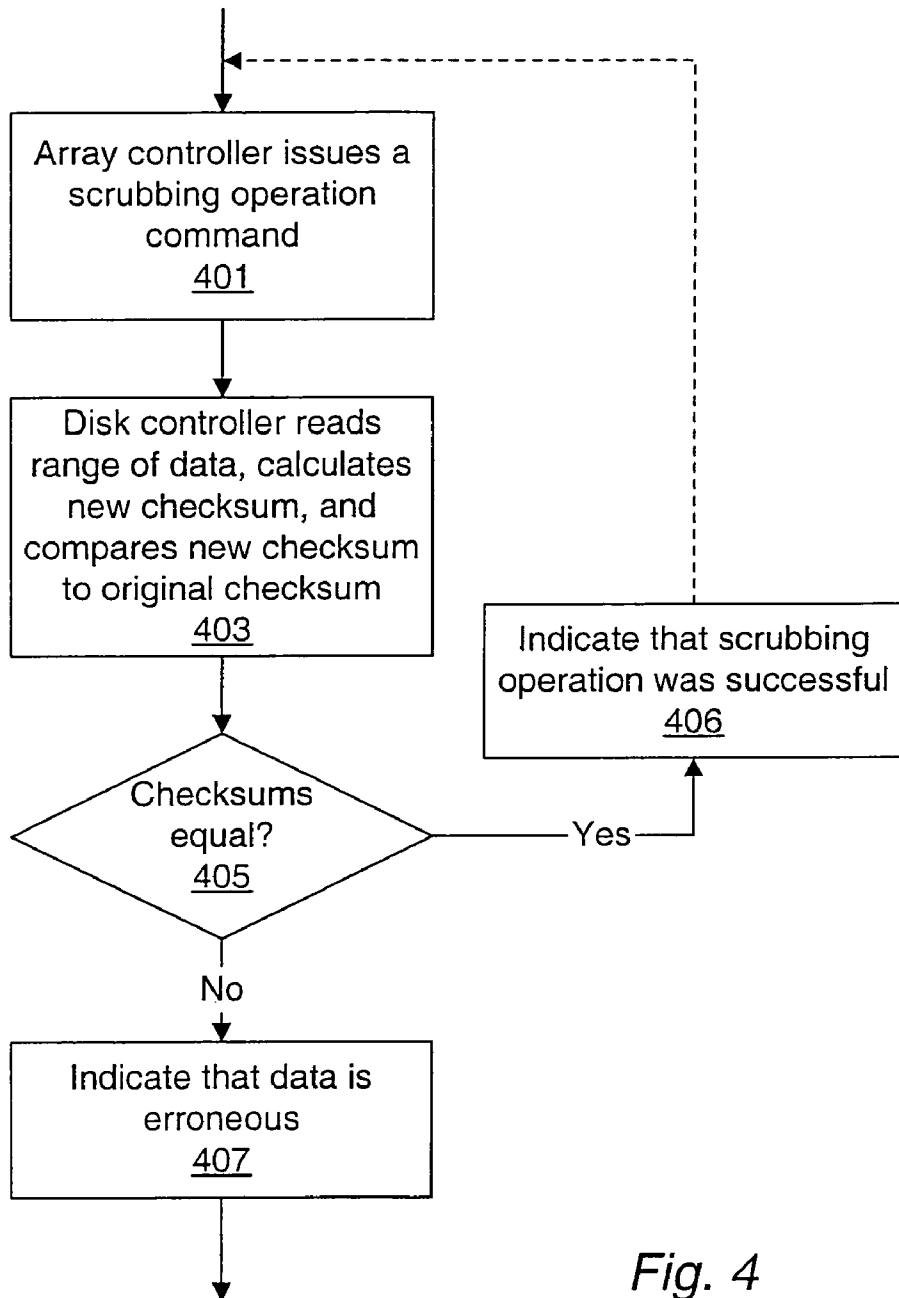 Array controller issues a
scrubbing operation
command
401
Disk controller reads
range of data, calculates
new checksum, and
compares new checksum
to original checksum
403
Indicate that scrubbing
operation was successful
406
Checksums
equal?
405
Yes
No
Indicate that data is
erroneous
407
Fig. 4